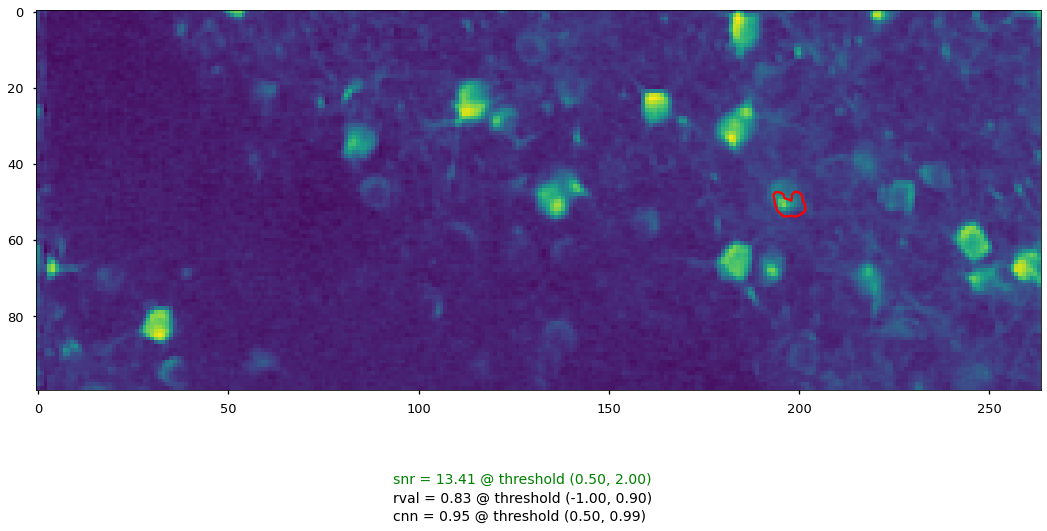 0
20
40
60
80
0 50 100 150 200 250
snr = 13.41 @ threshold (0.50, 2.00)
rval = 0.83 @ threshold (-1.00, 0.90)
cnn = 0.95 @ threshold (0.50, 0.99)